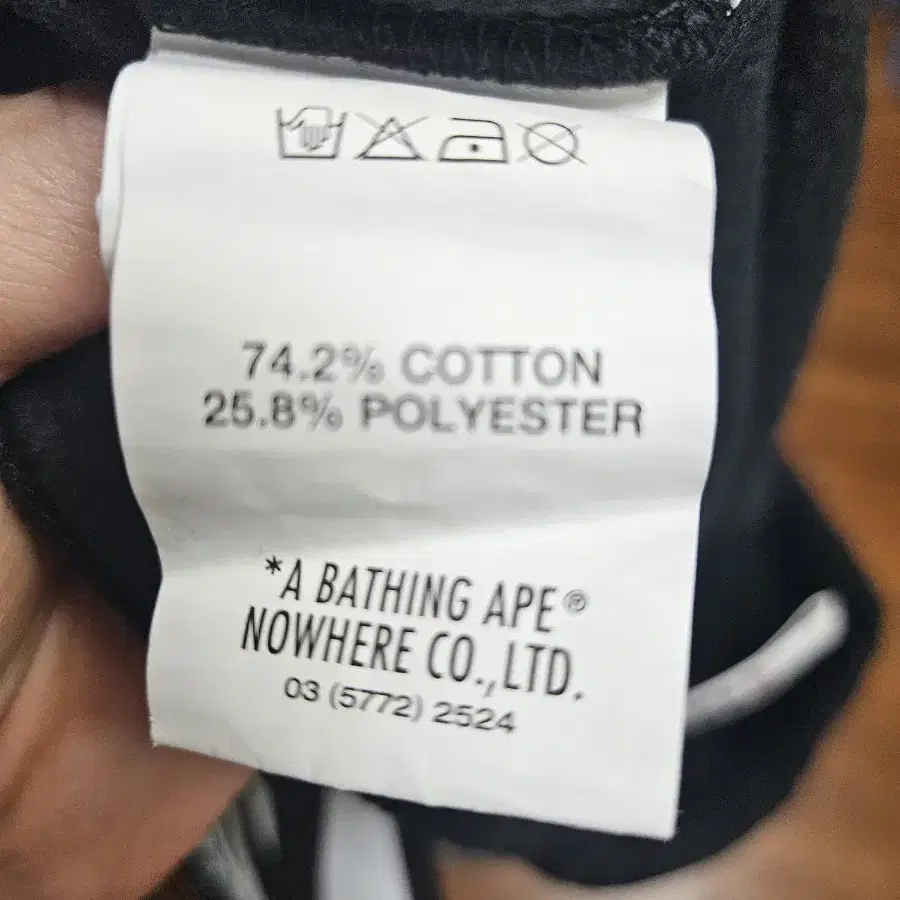 74.2% COTTON
25.8% POLYESTER
*A BATHING APE®
NOWHERE CO.,LTD.
03 (5772) 2524